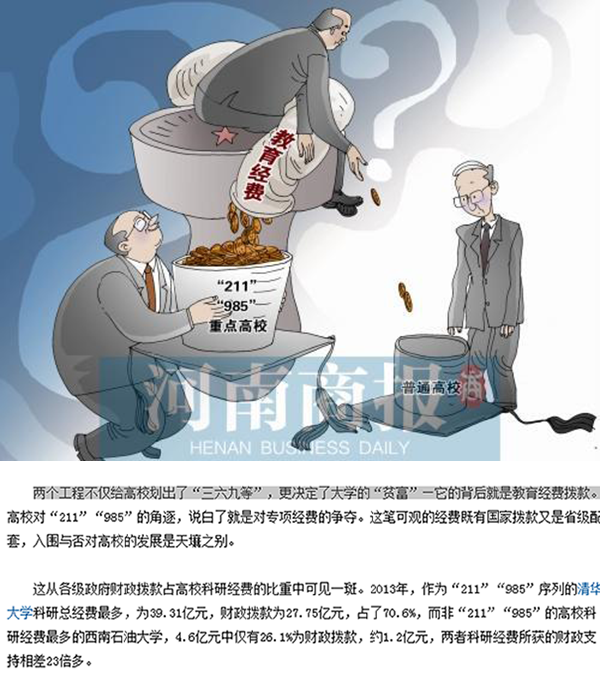 教育经费
“211”
“985”
重点高校
普通高校
河南商报
HENAN BUSINESS DAILY
两个工程不仅给高校划出了“三六九等”，更决定了大学的“贫富”—它的背后就是教育经费拨款。
高校对“211”“985”的角逐，说白了就是对专项经费的争夺。这笔可观的经费既有国家拨款又是省级配
套，入围与否对高校的发展是天壤之别。
这从各级政府财政拨款占高校科研经费的比重中可见一斑。2013年，作为“211”“985”序列的清华
大学科研总经费最多，为39.31亿元，财政拨款为27.75亿元，占了70.6%，而非“211”“985”的高校科
研经费最多的西南石油大学，4.6亿元中仅有26.1%为财政拨款，约1.2亿元，两者科研经费所获的财政支
持相差23倍多。